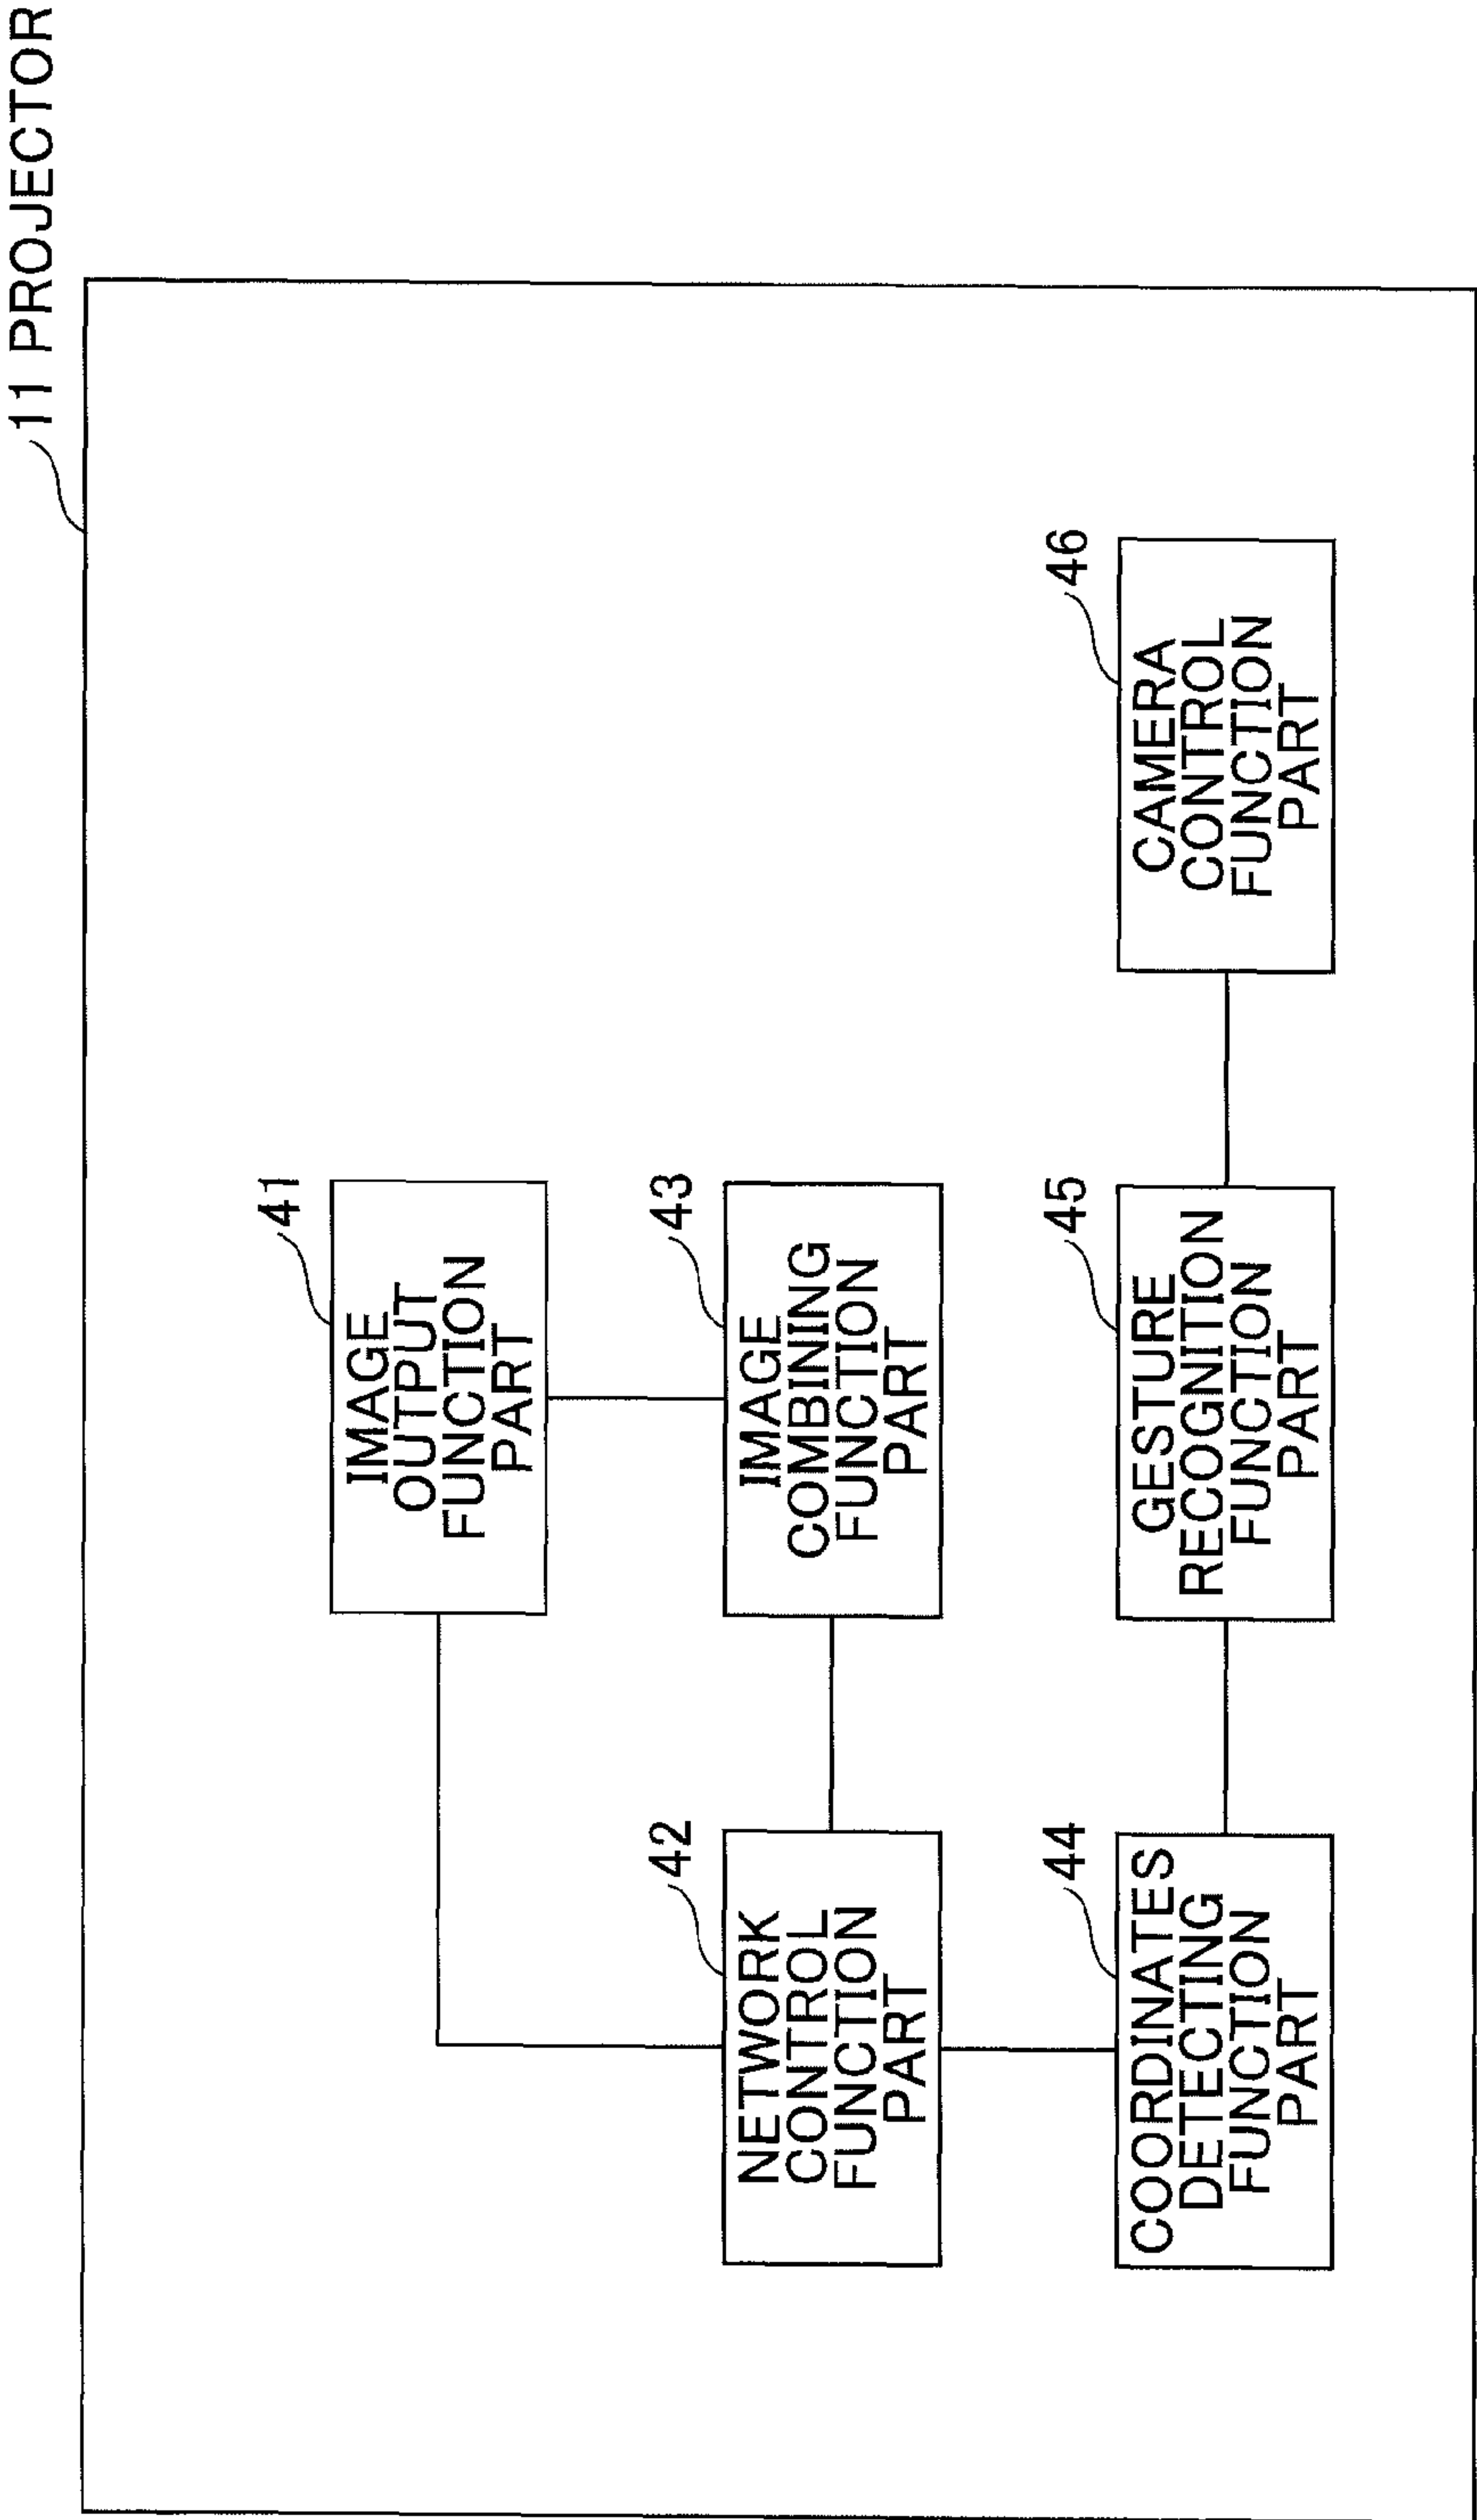 11 PROJECTOR
41
IMAGE
OUTPUT
FUNCTION
PART
42
NETWORK
CONTROL
FUNCTION
PART
43
IMAGE
COMBINING
FUNCTION
PART
44
COORDINATES
DETECTING
FUNCTION
PART
45
GESTURE
RECOGNITION
FUNCTION
PART
46
CAMERA
CONTROL
FUNCTION
PART